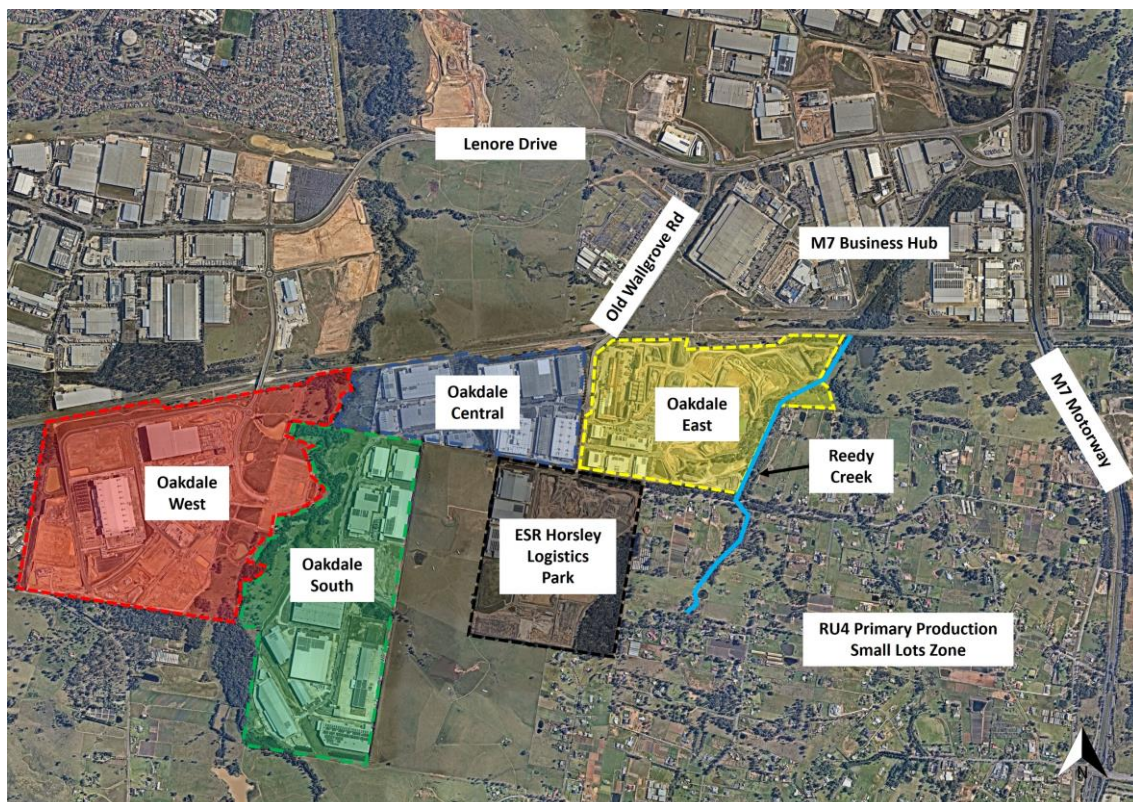 Lenore Drive
Old Wallgrove Rd
M7 Business Hub
M7 Motorway
Oakdale
Central
Oakdale
East
Reedy
Creek
Oakdale
West
ESR Horsley
Logistics
Park
Oakdale
South
RU4 Primary Production
Small Lots Zone
N